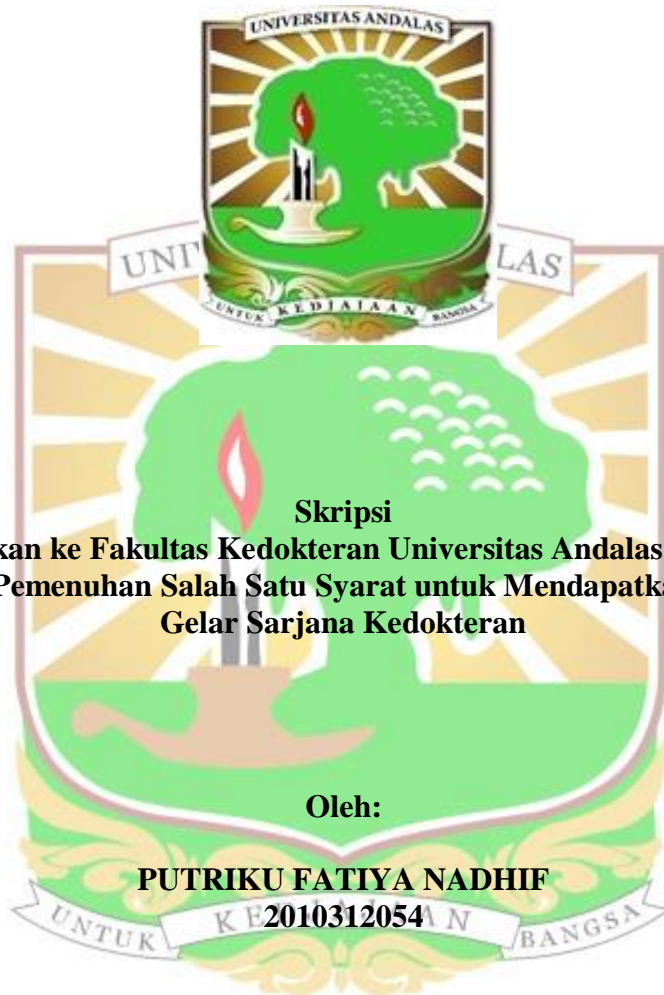 UNIVERSITAS ANDALAS
UNTUK KEDJAJAAN BANGSA
UNI LAS
Skripsi
kan ke Fakultas Kedokteran Universitas Andalas
Pemenuhan Salah Satu Syarat untuk Mendapatka
Gelar Sarjana Kedokteran
Oleh:
PUTRIKU FATIYA NADHIF
2010312054
UNTUK KEDJAJAAN BANGSA